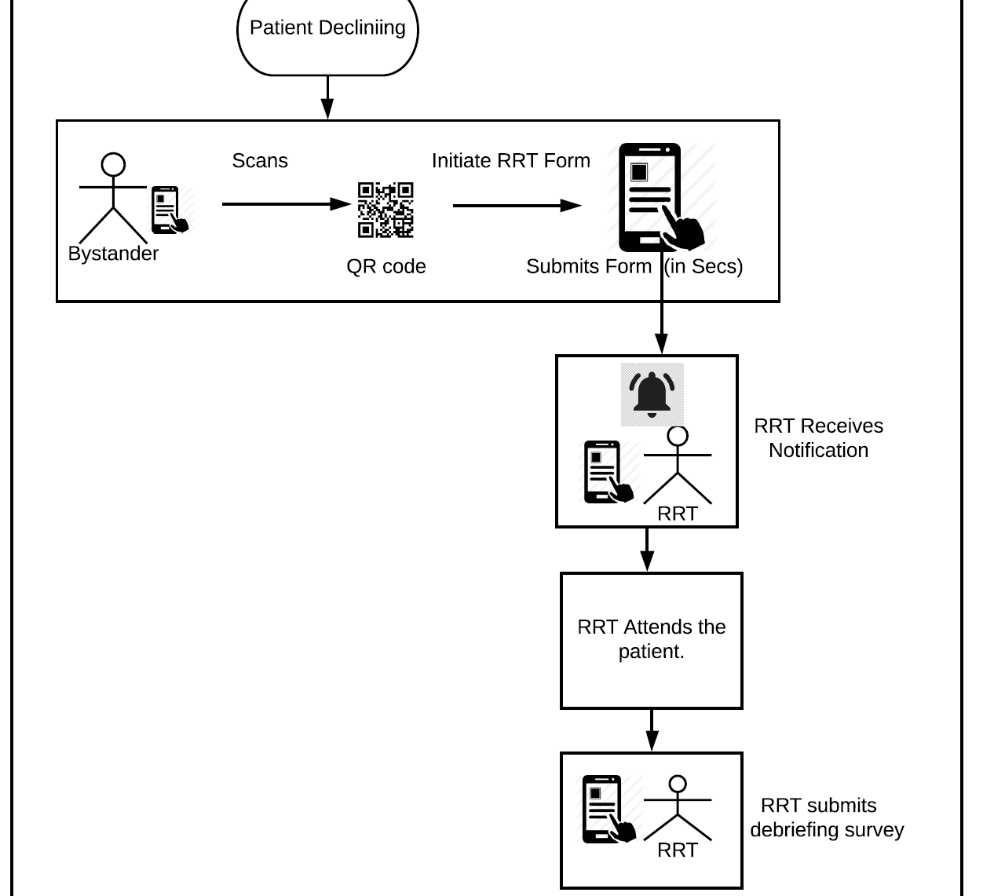 Patient Decliniing
Scans
Initiate RRT Form
Bystander
QR code
Submits Form (in Secs)
RRT Receives
Notification
RRT
RRT Attends the
patient.
RRT submits
debriefing survey
RRT